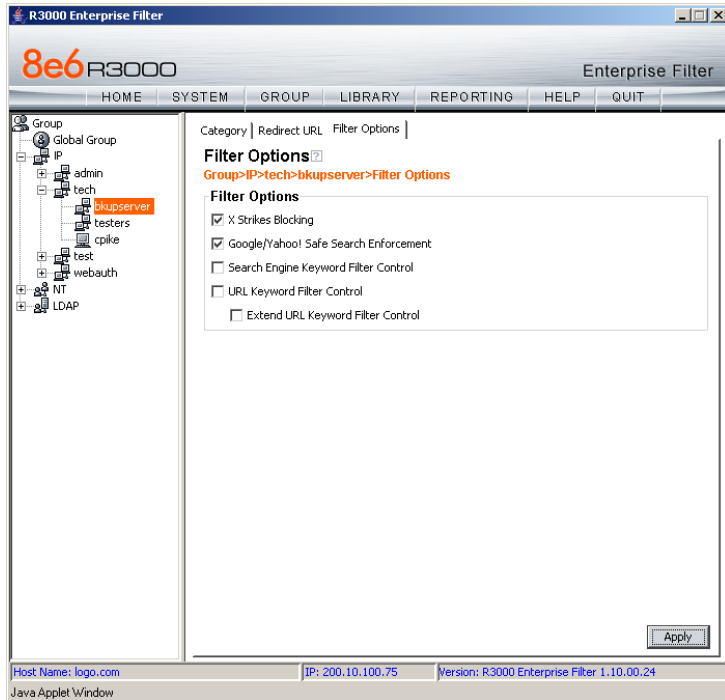 R3000 Enterprise Filter
8e6 R3000
Enterprise Filter
HOME SYSTEM GROUP LIBRARY REPORTING HELP QUIT
Group
Global Group
IP
admin
tech
bkupserver
testers
cpike
test
webauth
NT
LDAP
Category Redirect URL Filter Options
Filter Options?
Group>IP>tech>bkupserver>Filter Options
Filter Options
X Strikes Blocking
Google/Yahoo! Safe Search Enforcement
Search Engine Keyword Filter Control
URL Keyword Filter Control
Extend URL Keyword Filter Control
Apply
Host Name: logo.com IP: 200.10.100.75 Version: R3000 Enterprise Filter 1.10.00.24
Java Applet Window